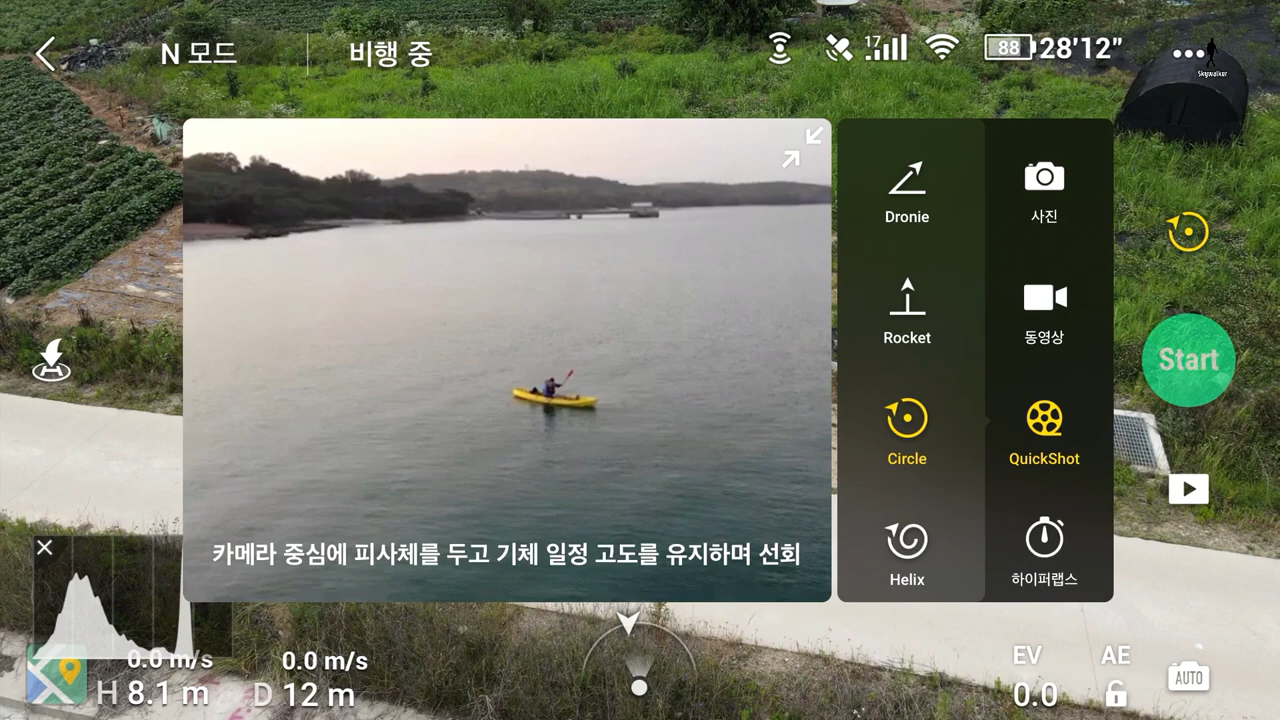 N 모드
비행 중
17
88
28'12"
Skywalker
Dronie
사진
Rocket
동영상
Start
Circle
QuickShot
카메라 중심에 피사체를 두고 기체 일정 고도를 유지하며 선회
Helix
하이퍼랩스
0.0 m/s
0.0 m/s
H 8.1 m
D 12 m
EV
AE
0.0
AUTO